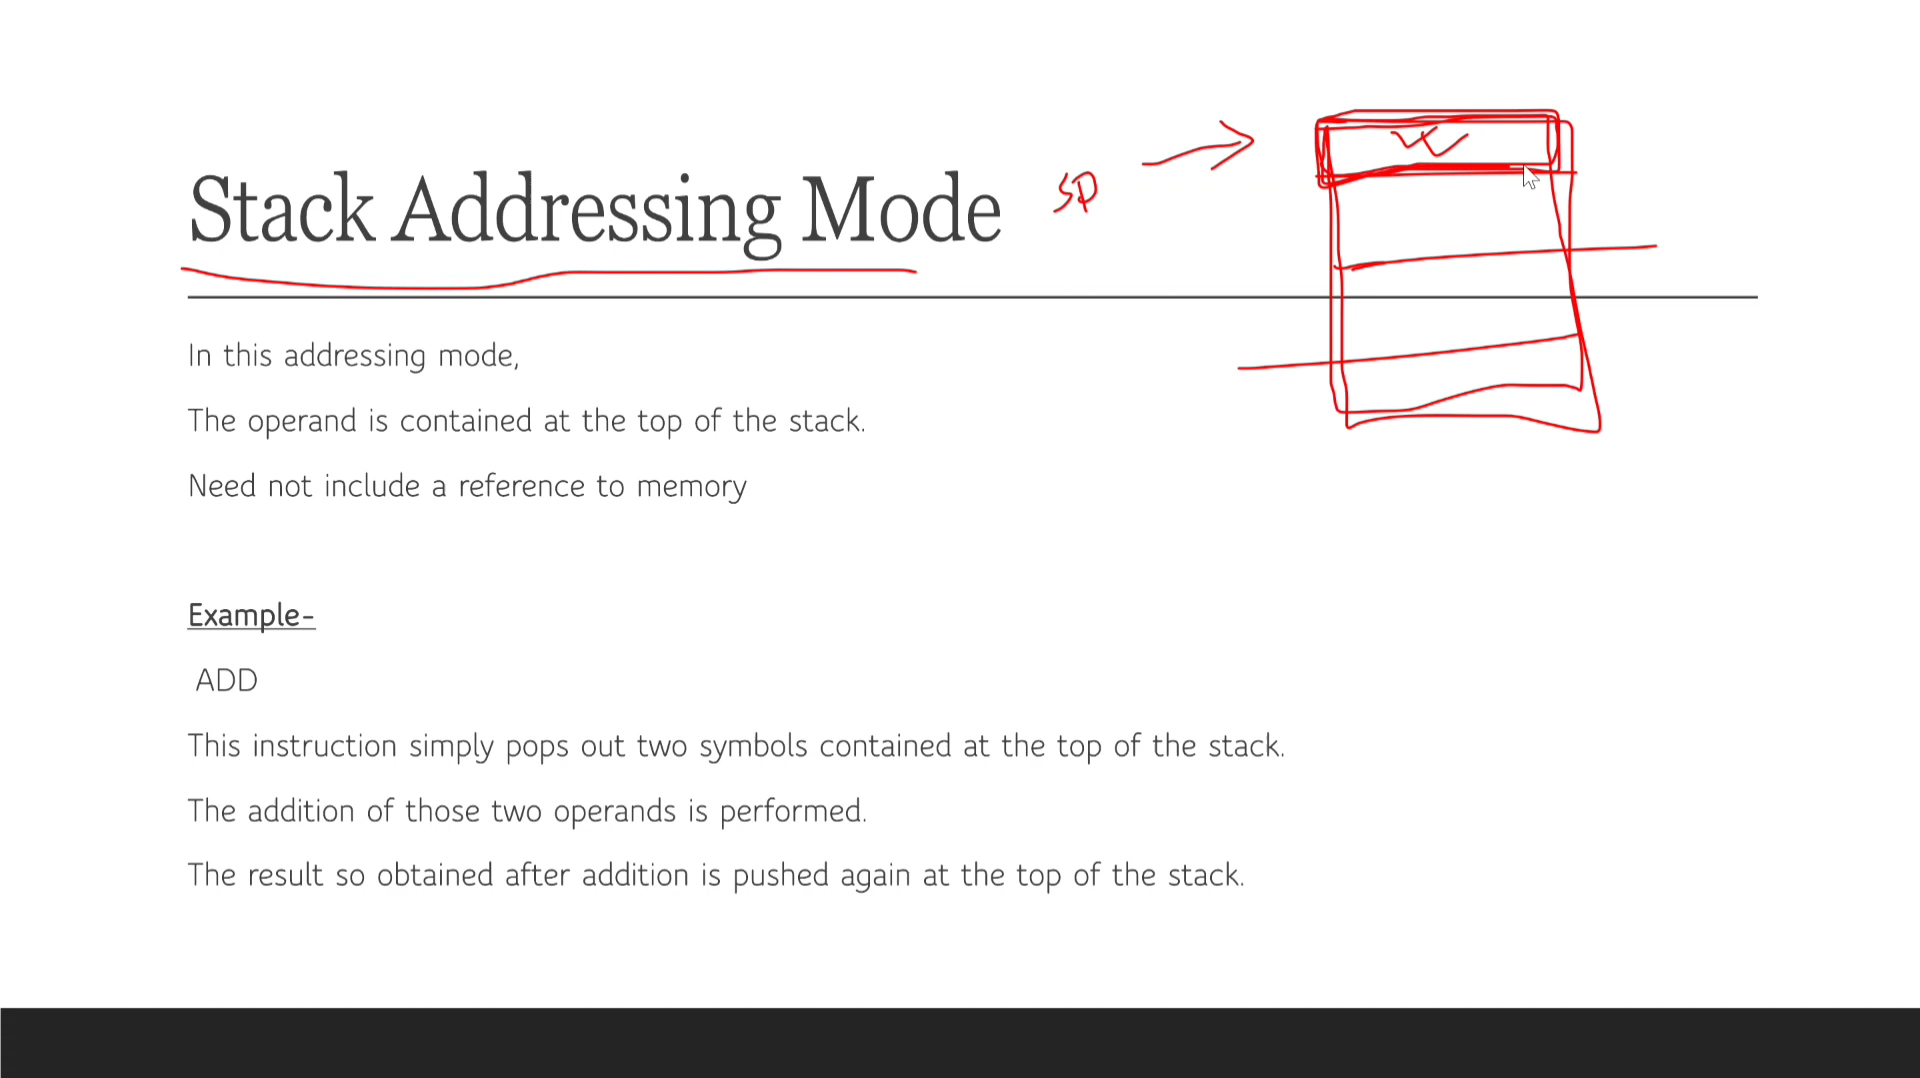 Stack Addressing Mode
SP
In this addressing mode,
The operand is contained at the top of the stack.
Need not include a reference to memory
Example-
ADD
This instruction simply pops out two symbols contained at the top of the stack.
The addition of those two operands is performed.
The result so obtained after addition is pushed again at the top of the stack.